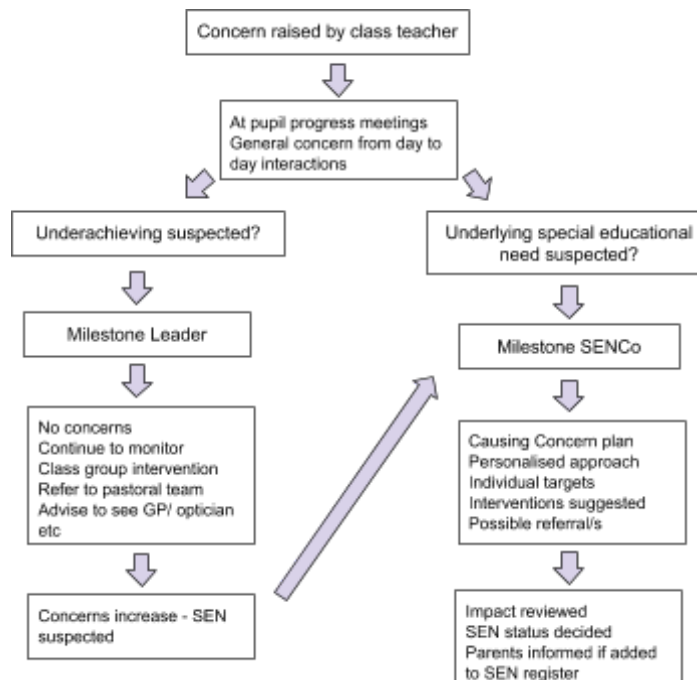 Concern raised by class teacher
At pupil progress meetings
General concern from day to
day interactions
Underachieving suspected?
Underlying special educational
need suspected?
Milestone Leader
Milestone SENCo
No concerns
Continue to monitor
Class group intervention
Refer to pastoral team
Advise to see GP/ optician
etc
Causing Concern plan
Personalised approach
Individual targets
Interventions suggested
Possible referral/s
Concerns increase - SEN
suspected
Impact reviewed
SEN status decided
Parents informed if added
to SEN register